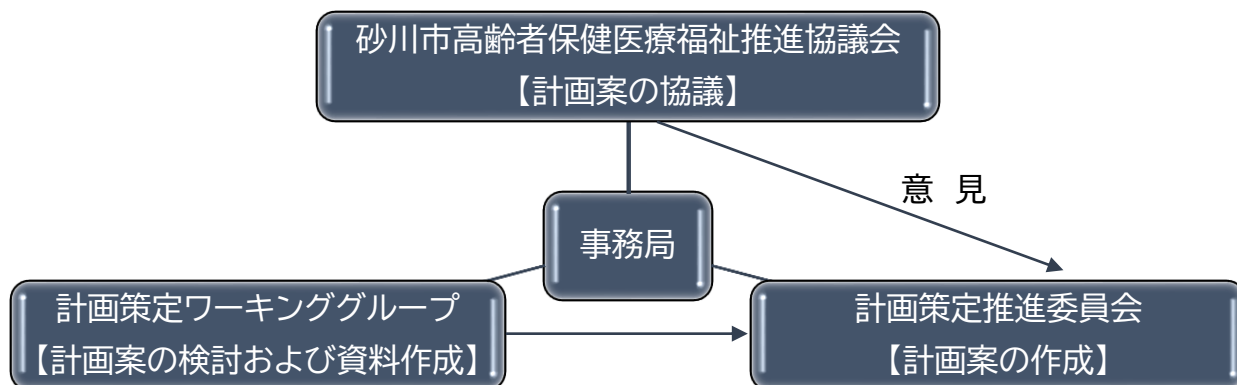 砂川市高齢者保健医療福祉推進協議会
【計画案の協議】
意 見
事務局
計画策定ワーキンググループ
【計画案の検討および資料作成】
計画策定推進委員会
【計画案の作成】